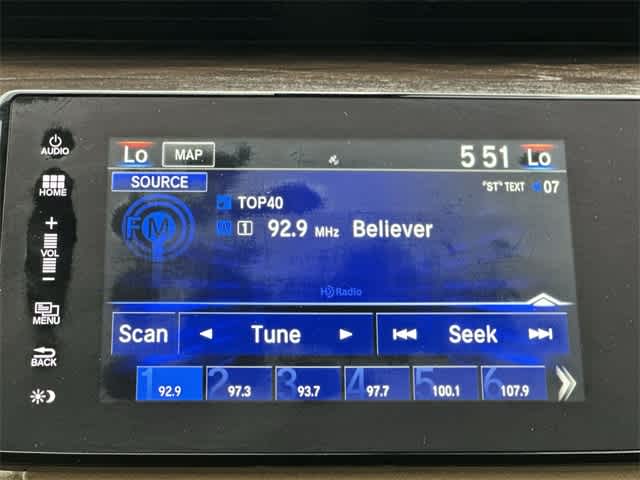 AUDIO
HOME
+
VOL
−
MENU
BACK
Lo MAP 5 51 Lo
SOURCE
"ST" TEXT 07
FM
TOP40
1 92.9 MHz Believer
HD Radio
Scan Tune Seek
1 92.9 2 97.3 3 93.7 4 97.7 5 100.1 6 107.9